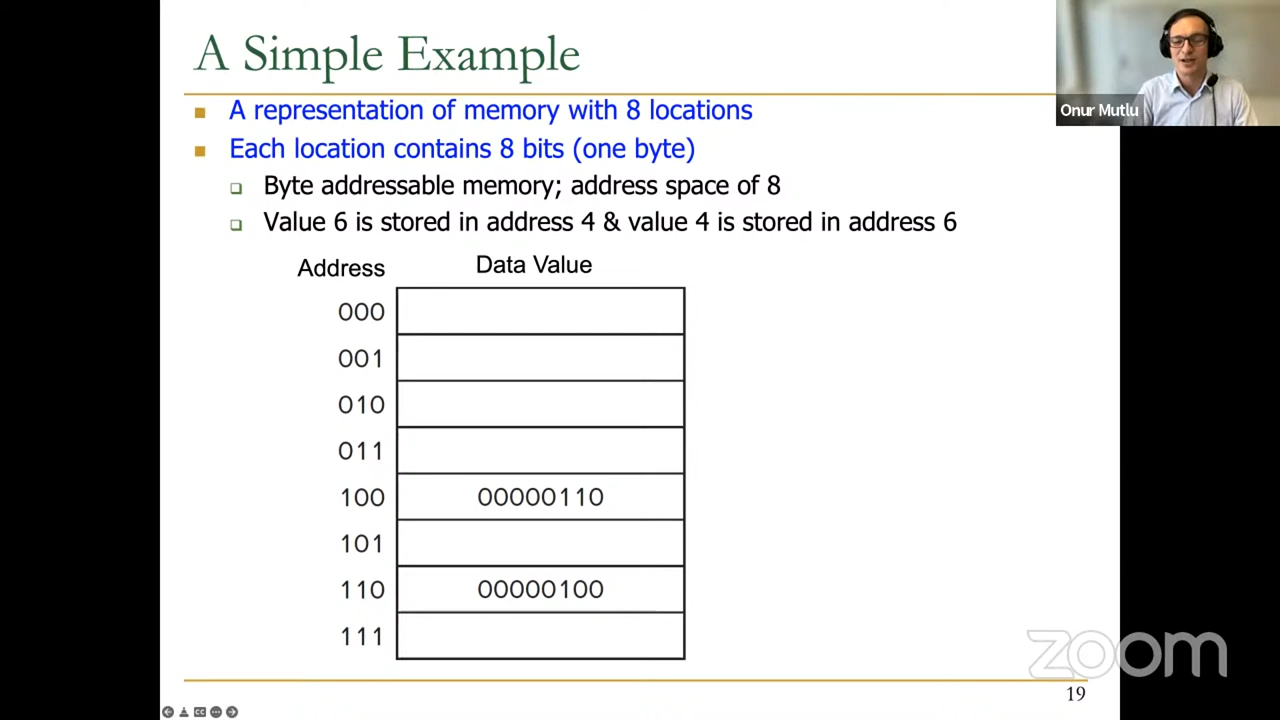 A Simple Example
Onur Mutlu
A representation of memory with 8 locations
Each location contains 8 bits (one byte)
Byte addressable memory; address space of 8
Value 6 is stored in address 4 & value 4 is stored in address 6
Address Data Value
000
001
010
011
100 00000110
101
110 00000100
111
zoom
19
CC